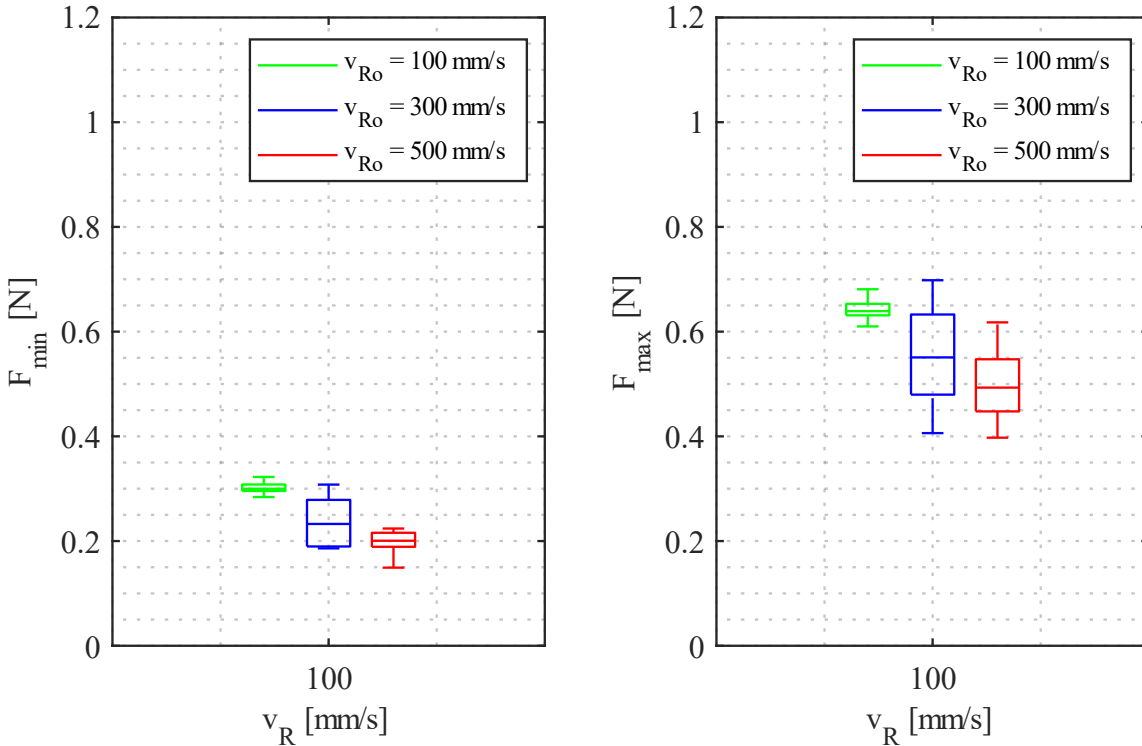 1.2
1
0.8
0.6
0.4
0.2
0
F_min [N]
v_Ro = 100 mm/s
v_Ro = 300 mm/s
v_Ro = 500 mm/s
100
v_R [mm/s]
1.2
1
0.8
0.6
0.4
0.2
0
F_max [N]
v_Ro = 100 mm/s
v_Ro = 300 mm/s
v_Ro = 500 mm/s
100
v_R [mm/s]